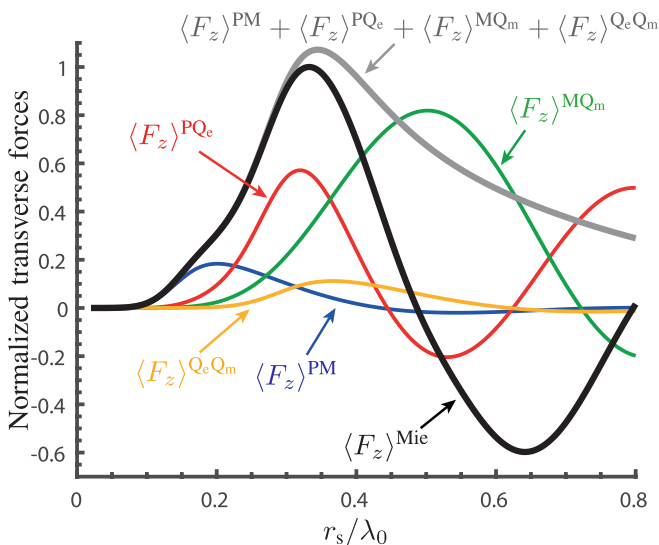 ⟨F_z⟩^PM + ⟨F_z⟩^PQ_e + ⟨F_z⟩^MQ_m + ⟨F_z⟩^Q_eQ_m
⟨F_z⟩^PQ_e
⟨F_z⟩^MQ_m
⟨F_z⟩^Q_eQ_m
⟨F_z⟩^PM
⟨F_z⟩^Mie
Normalized transverse forces
1
0.8
0.6
0.4
0.2
0
-0.2
-0.4
-0.6
0
0.2
0.4
0.6
0.8
r_s/λ_0